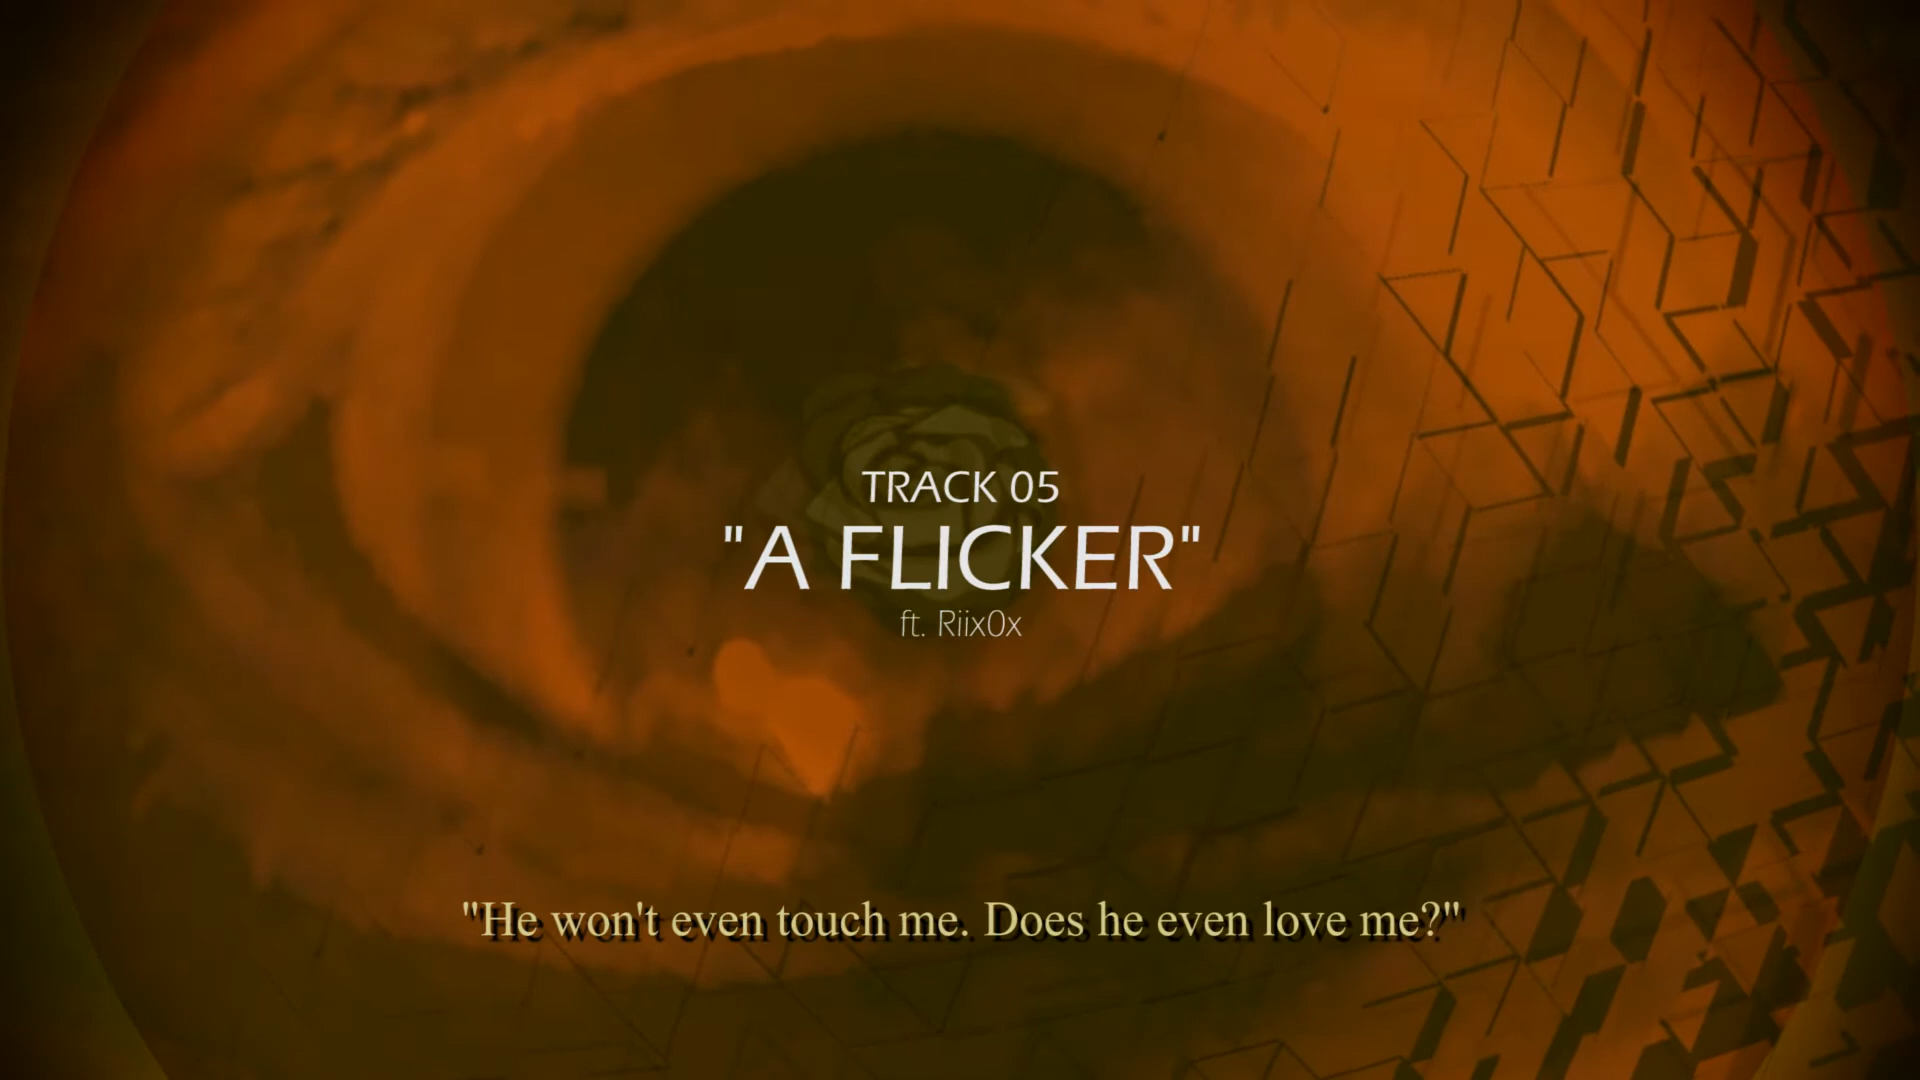 TRACK 05
"A FLICKER"
ft. Riix0x
"He won't even touch me. Does he even love me?"